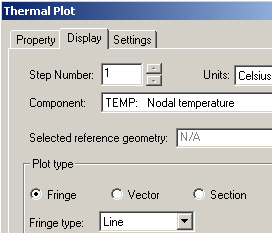 Thermal Plot
Property Display Settings
Step Number: 1 Units: Celsius
Component: TEMP: Nodal temperature
Selected reference geometry: N/A
Plot type
Fringe Vector Section
Fringe type: Line